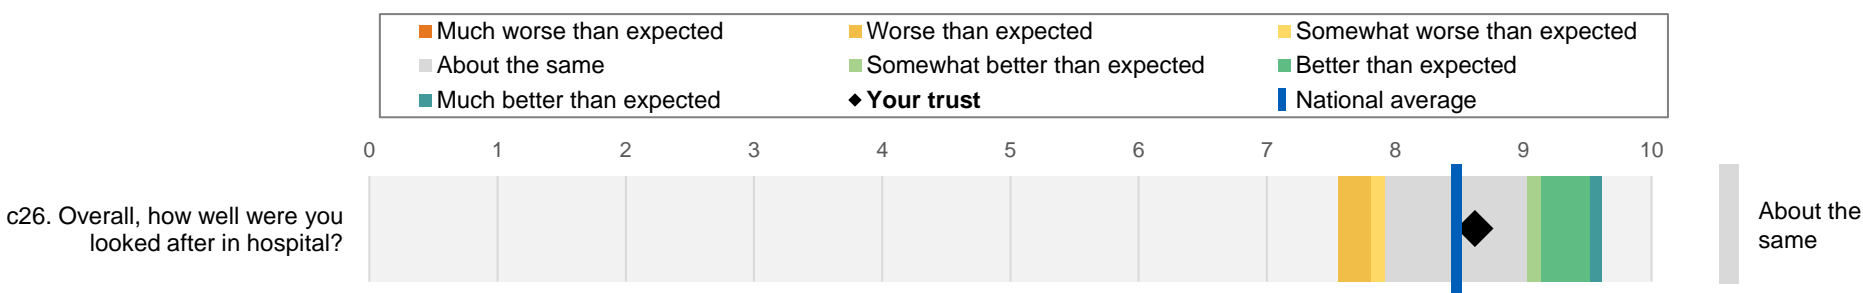 Much worse than expected
Worse than expected
Somewhat worse than expected
About the same
Somewhat better than expected
Better than expected
Much better than expected
Your trust
National average
0 1 2 3 4 5 6 7 8 9 10
c26. Overall, how well were you
looked after in hospital?
About the
same